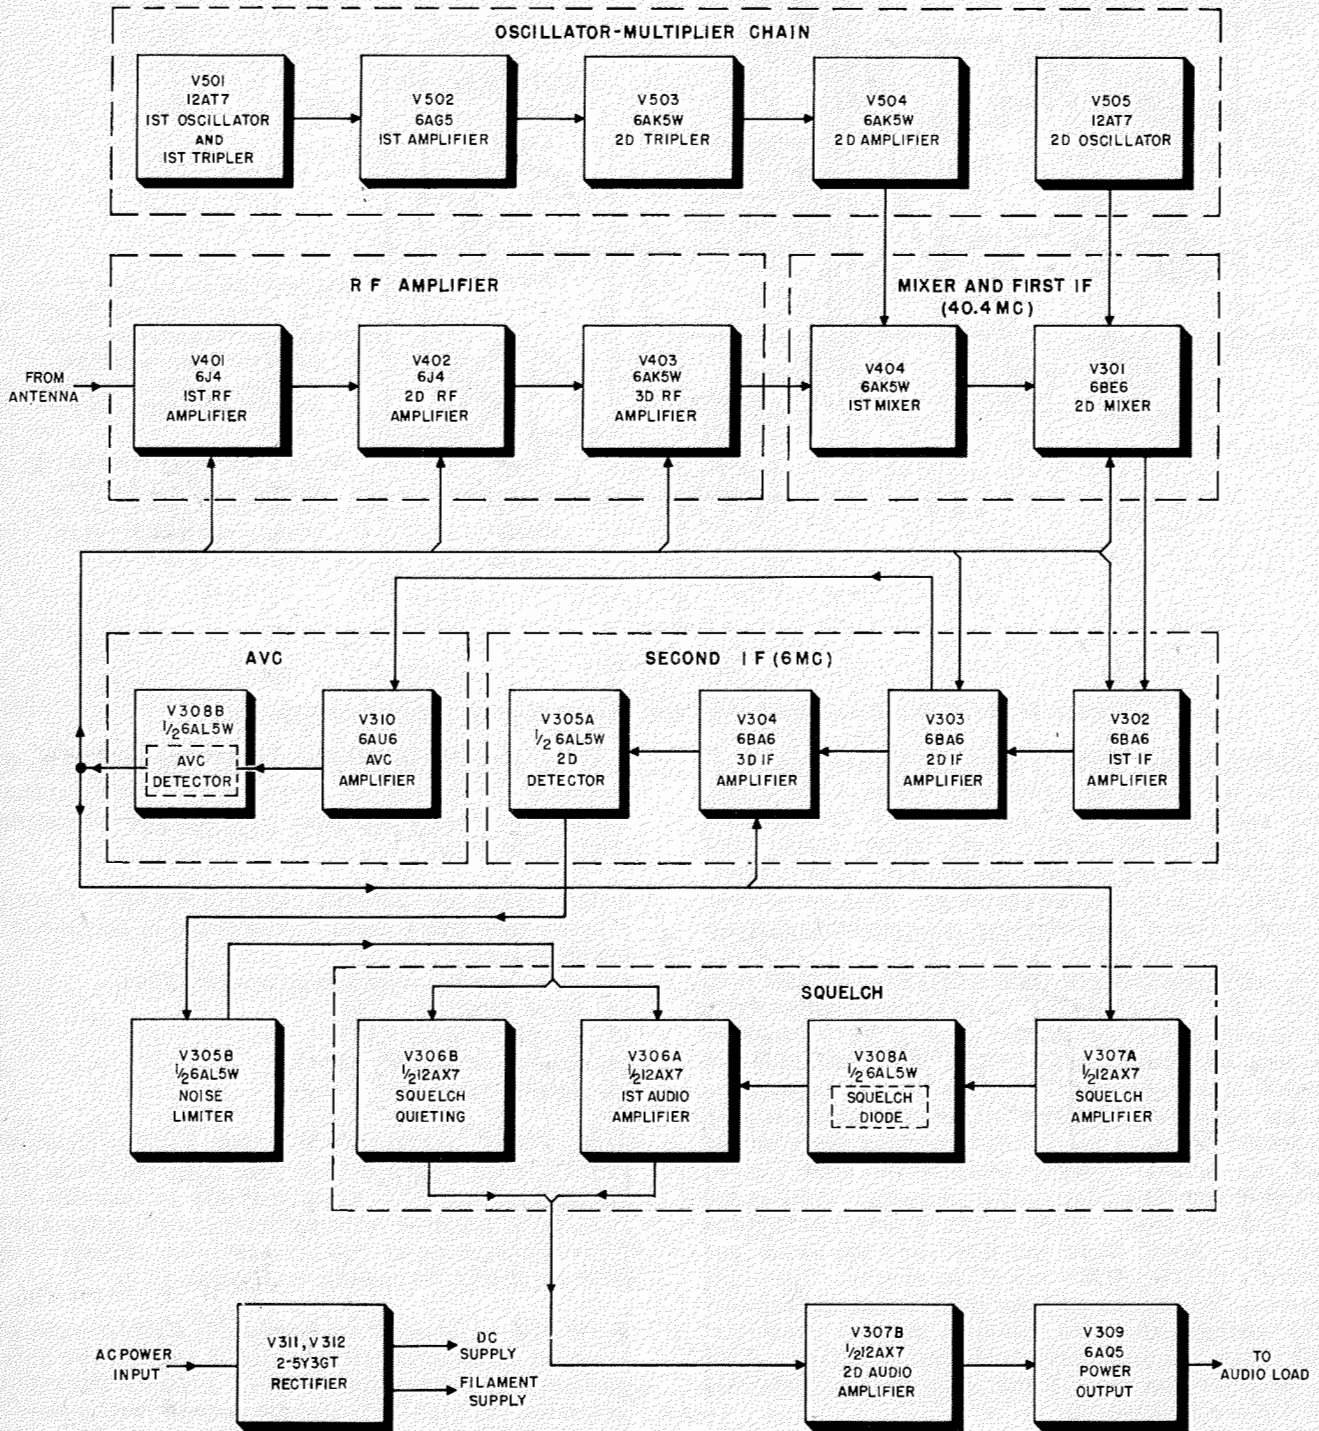 OSCILLATOR-MULTIPLIER CHAIN
V501
12AT7
1ST OSCILLATOR
AND
1ST TRIPLER
V502
6AG5
1ST AMPLIFIER
V503
6AK5W
2D TRIPLER
V504
6AK5W
2D AMPLIFIER
V505
12AT7
2D OSCILLATOR
RF AMPLIFIER
MIXER AND FIRST IF
(40.4 MC)
FROM
ANTENNA
V401
6J4
1ST RF
AMPLIFIER
V402
6J4
2D RF
AMPLIFIER
V403
6AK5W
3D RF
AMPLIFIER
V404
6AK5W
1ST MIXER
V301
6BE6
2D MIXER
AVC
SECOND IF (6MC)
V308B
1/2 6AL5W
AVC
DETECTOR
V310
6AU6
AVC
AMPLIFIER
V305A
1/2 6AL5W
2D
DETECTOR
V304
6BA6
3D IF
AMPLIFIER
V303
6BA6
2D IF
AMPLIFIER
V302
6BA6
1ST IF
AMPLIFIER
SQUELCH
V305B
1/2 6AL5W
NOISE
LIMITER
V306B
1/2 12AX7
SQUELCH
QUIETING
V306A
1/2 12AX7
1ST AUDIO
AMPLIFIER
V308A
1/2 6AL5W
SQUELCH
DIODE
V307A
1/2 12AX7
SQUELCH
AMPLIFIER
AC POWER
INPUT
V311, V312
2-5Y3GT
RECTIFIER
DC
SUPPLY
FILAMENT
SUPPLY
V307B
1/2 12AX7
2D AUDIO
AMPLIFIER
V309
6AQ5
POWER
OUTPUT
TO
AUDIO LOAD